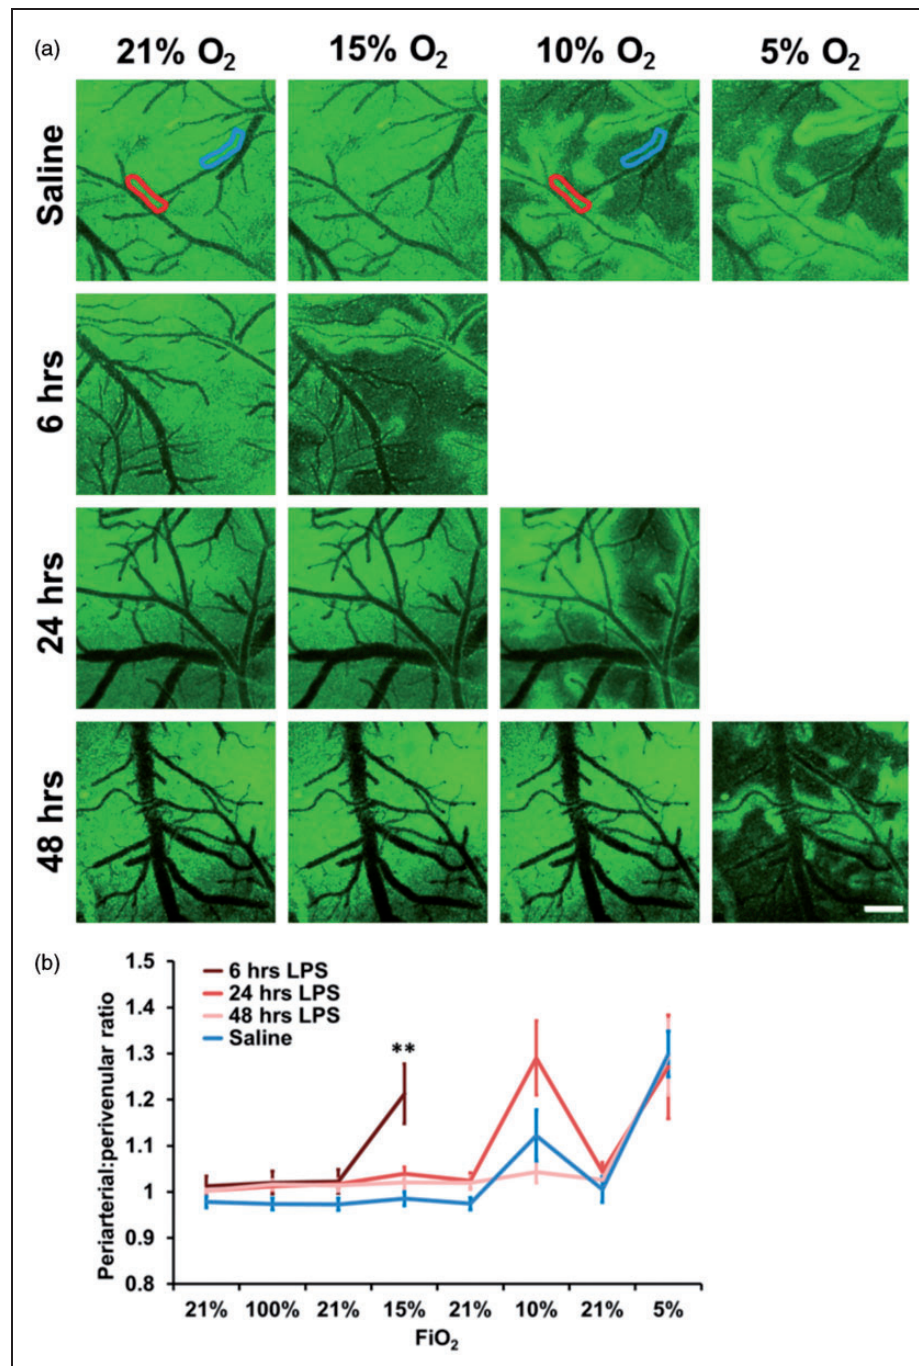 (a)
21% O₂ 15% O₂ 10% O₂ 5% O₂
Saline
6 hrs
24 hrs
48 hrs
(b)
1.5
1.4
1.3
1.2
1.1
1
0.9
0.8
Periarterial:perivenular ratio
6 hrs LPS
24 hrs LPS
48 hrs LPS
Saline
**
21% 100% 21% 15% 21% 10% 21% 5%
FiO₂